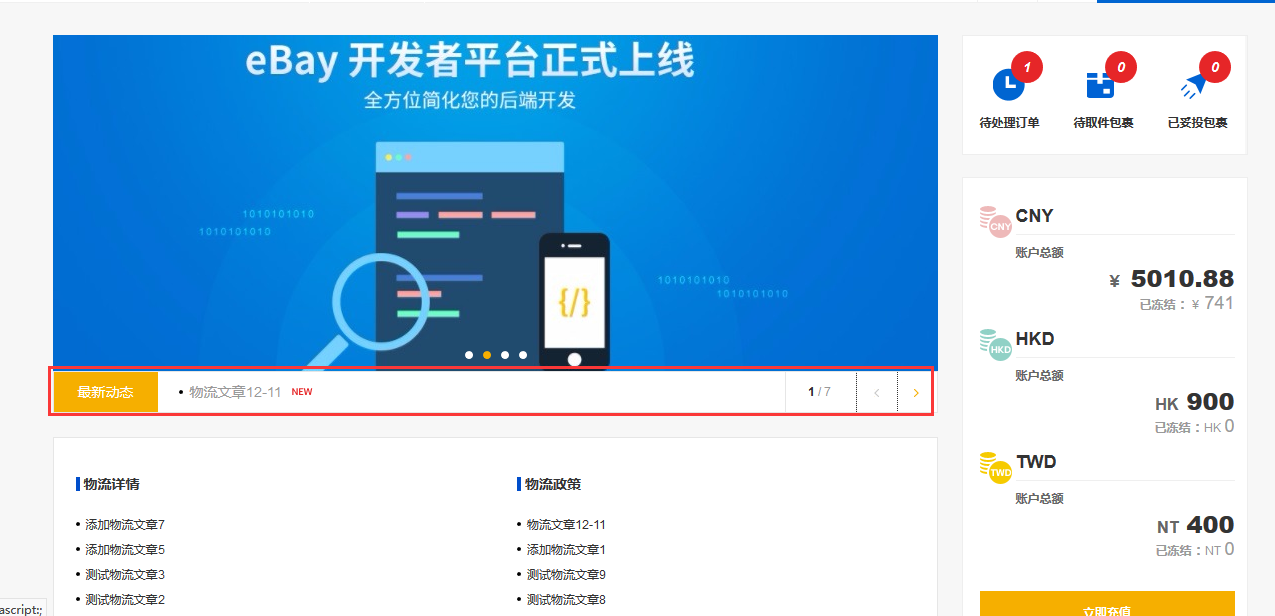 eBay 开发者平台正式上线
全方位简化您的后端开发
1010101010
1010101010
{/}
1010101010
1010101010
最新动态
• 物流文章12-11 NEW
1 / 7
‹ ›
物流详情
• 添加物流文章7
• 添加物流文章5
• 测试物流文章3
• 测试物流文章2
物流政策
• 物流文章12-11
• 添加物流文章1
• 测试物流文章9
• 测试物流文章8
1
待处理订单
0
待取件包裹
0
已妥投包裹
CNY
CNY
账户总额
¥ 5010.88
已冻结：¥ 741
HKD
HKD
账户总额
HK 900
已冻结：HK 0
TWD
TWD
账户总额
NT 400
已冻结：NT 0
立即充值
ascript:;